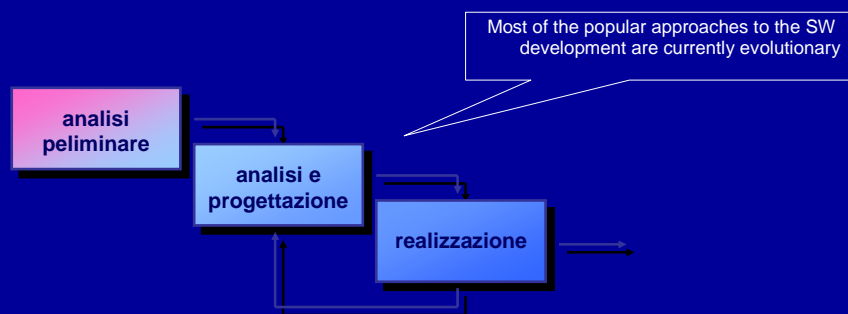 Most of the popular approaches to the SW
development are currently evolutionary
analisi
peliminare
analisi e
progettazione
realizzazione